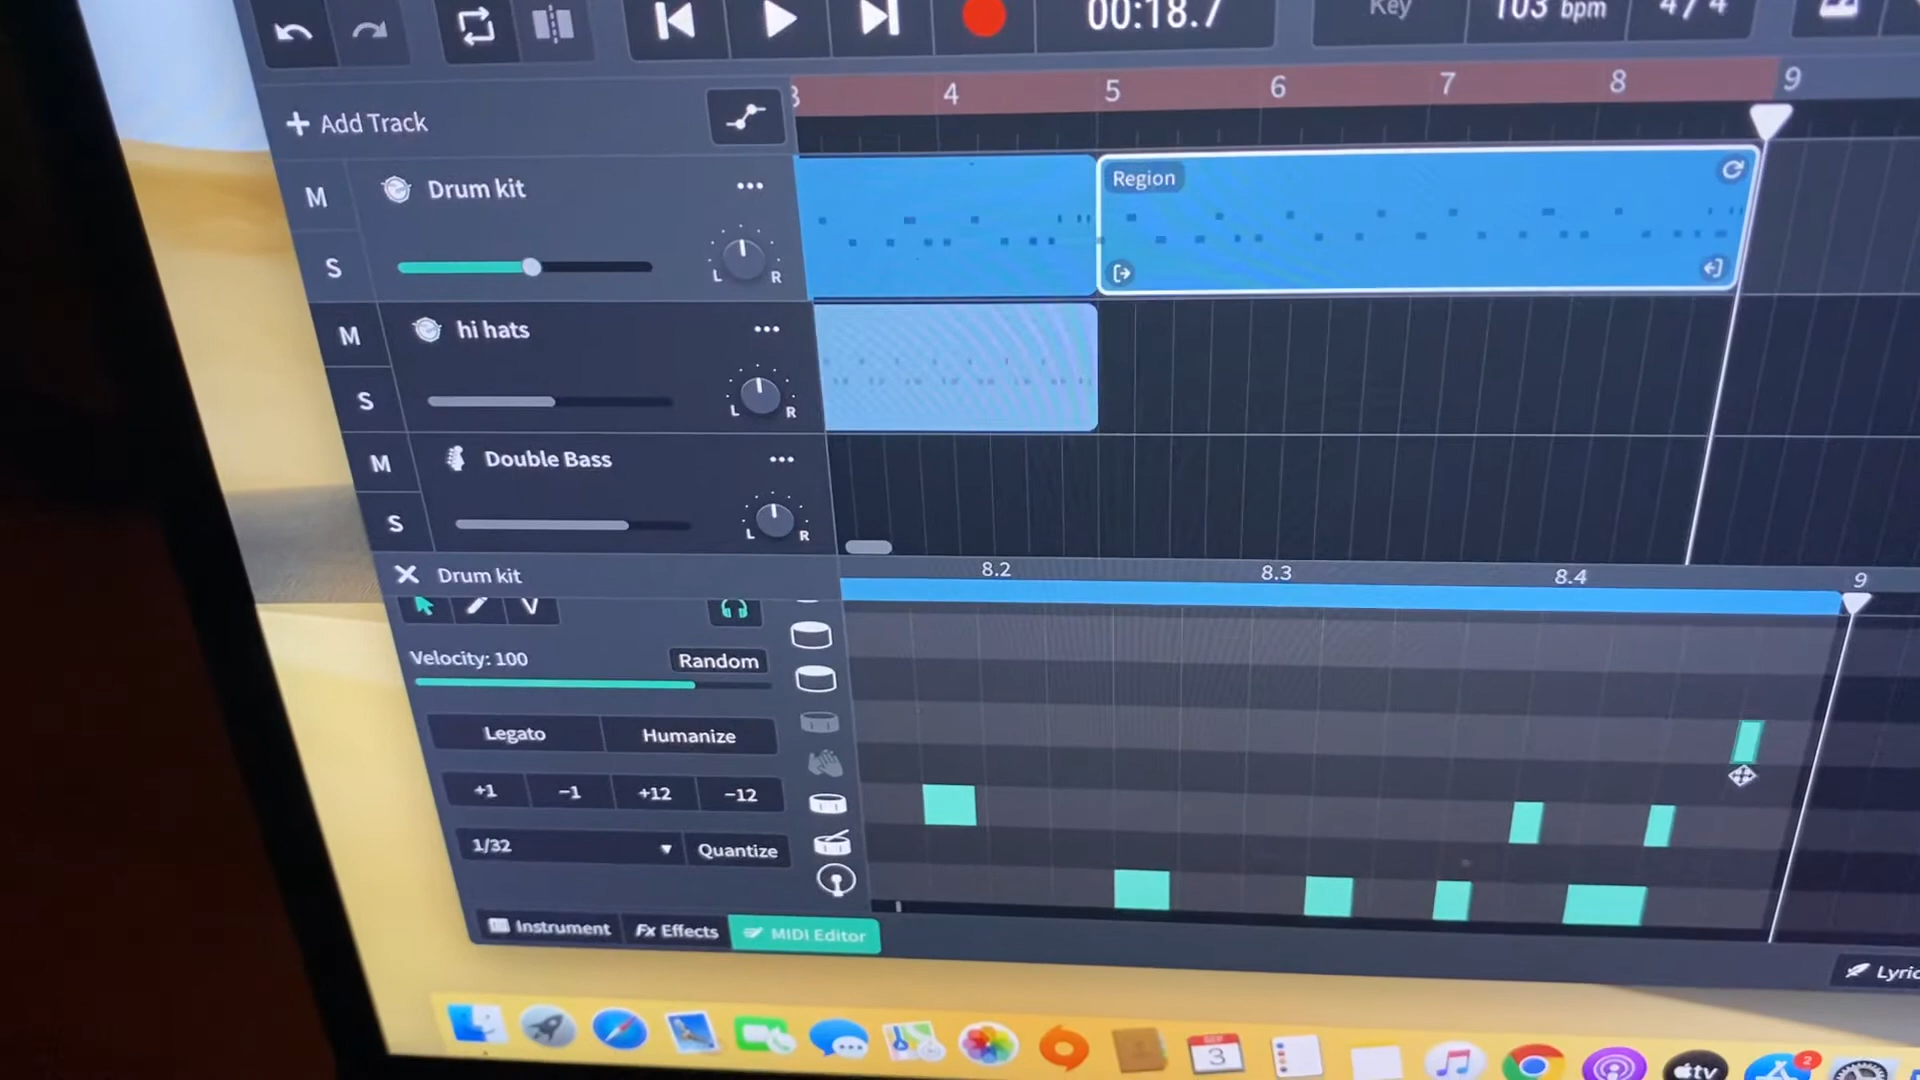 00:18.7
Key
103 bpm
4 / 4
3 4 5 6 7 8 9
+ Add Track
M
Drum kit
Region
S
L R
M
hi hats
S
L R
M
Double Bass
S
L R
Drum kit
8.2 8.3 8.4 9
Velocity: 100
Random
Legato
Humanize
+1 -1 +12 -12
1/32
Quantize
Instrument
Fx Effects
MIDI Editor
SEP
3
tv
2